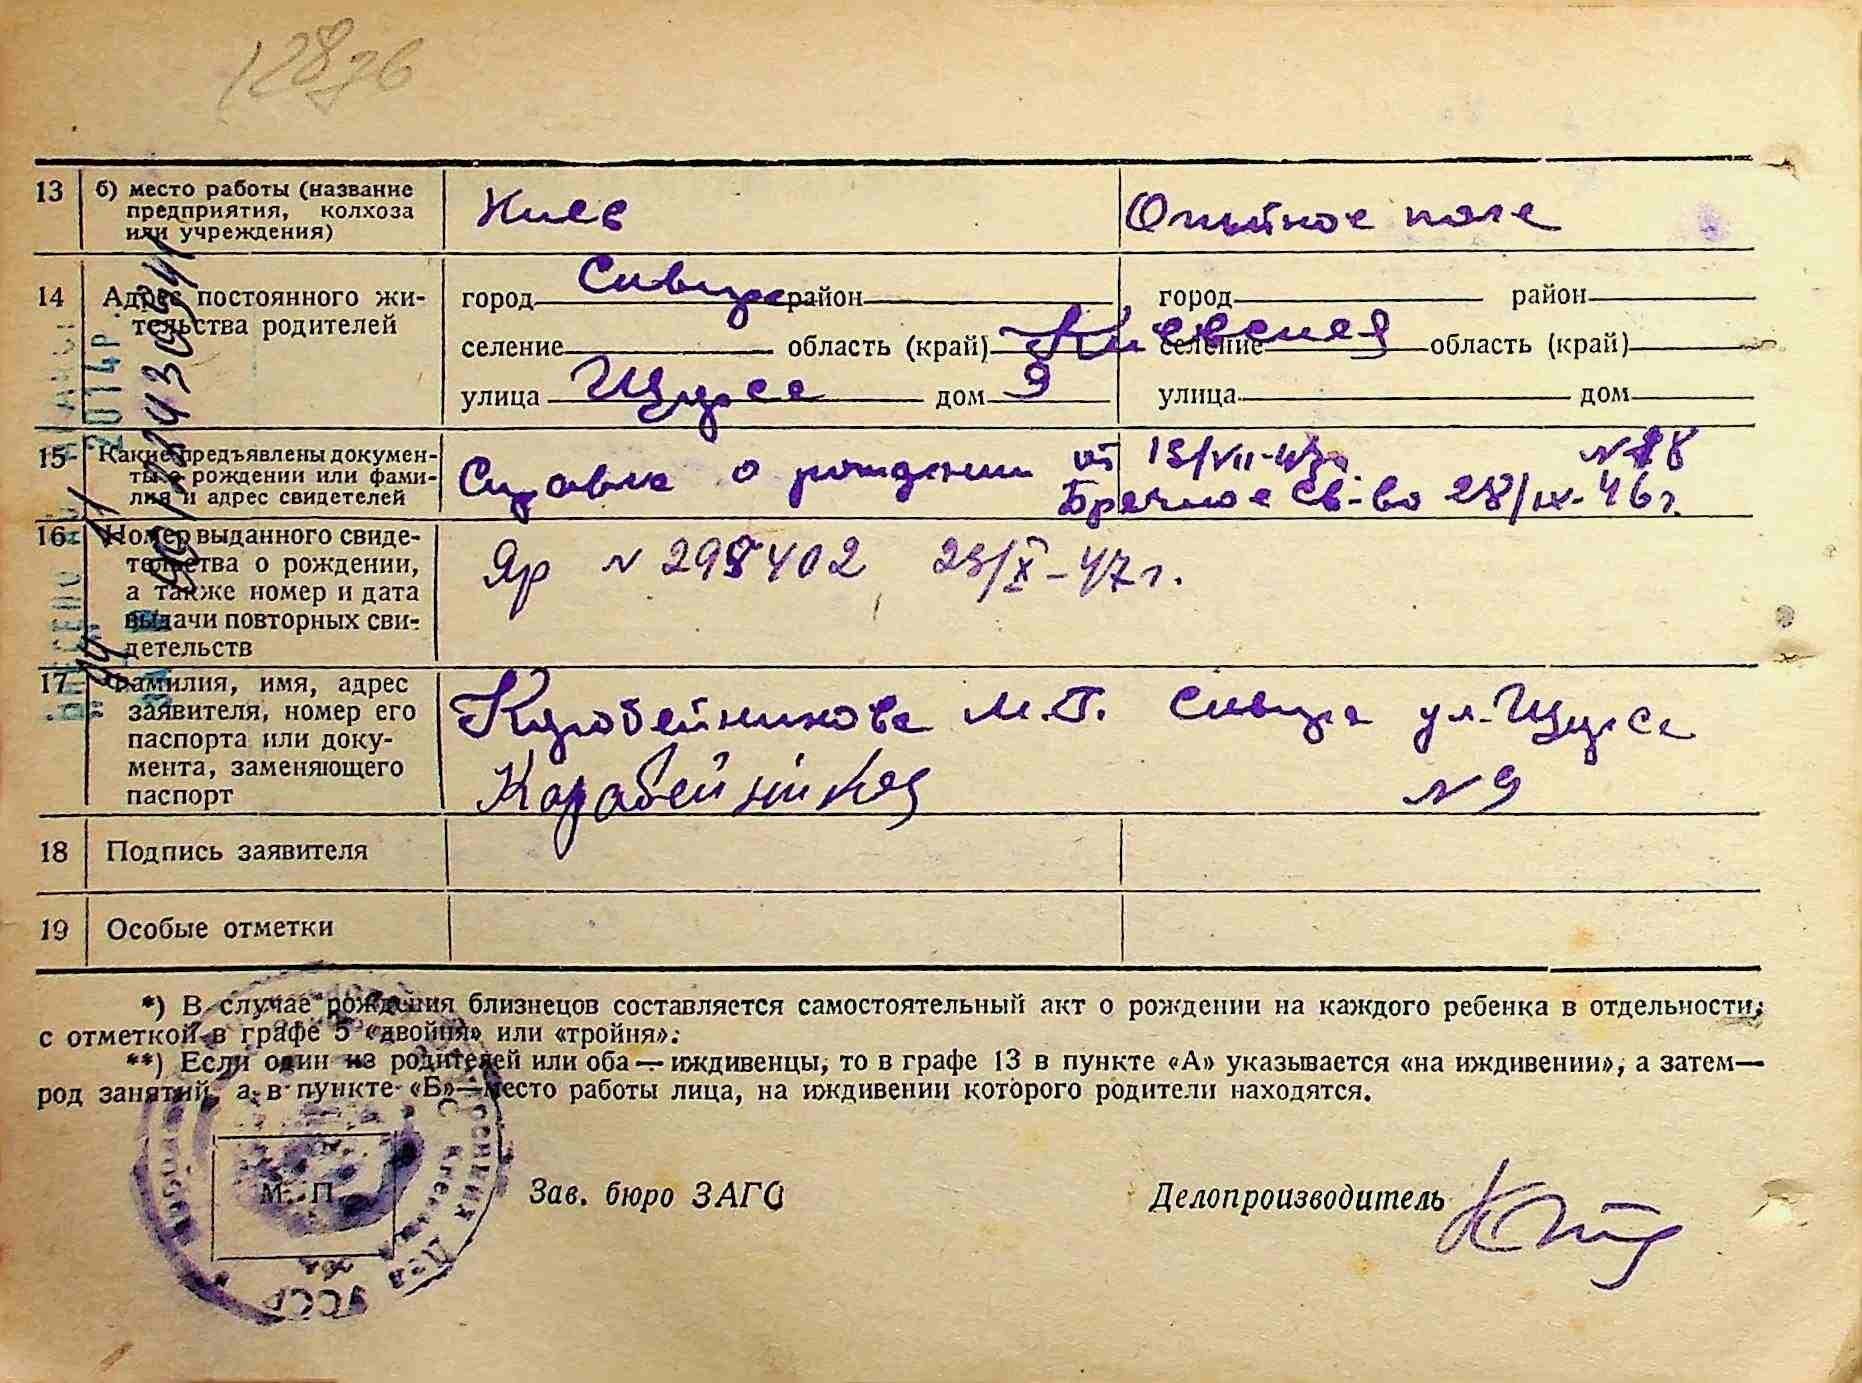 13 б) место работы (название предприятия, колхоза или учреждения) Киев Опытное поле
14 Адрес постоянного жительства родителей
город Сквира район город район
селение область (край) Киевская селение область (край)
улица Щорса дом 9 улица дом
15 Какие предъявлены документы о рождении или фамилия и адрес свидетелей
Справка о рождении от 13/VII-47г. №18
Брачное св-во 28/IX-46г.
16 Номер выданного свидетельства о рождении, а также номер и дата выдачи повторных свидетельств
Яр № 298402 23/X-47г.
17 Фамилия, имя, адрес заявителя, номер его паспорта или документа, заменяющего паспорт
Коробейникова М.Г. Сквира ул. Щорса
№ 9
18 Подпись заявителя
19 Особые отметки
*) В случае рождения близнецов составляется самостоятельный акт о рождении на каждого ребенка в отдельности,
с отметкой в графе 5 «двойня» или «тройня».
**) Если один из родителей или оба — иждивенцы, то в графе 13 в пункте «А» указывается «на иждивении», а затем—
род занятий, а в пункте «Б»—место работы лица, на иждивении которого родители находятся.
М. П.
Зав. бюро ЗАГС Делопроизводитель
УССР
2014р.